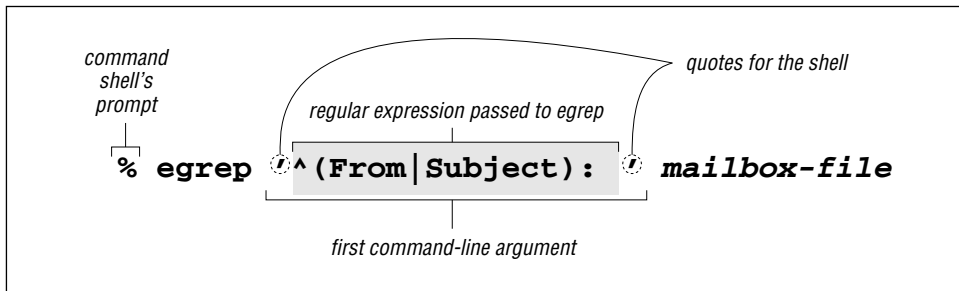 command
shell's
prompt
quotes for the shell
regular expression passed to egrep
% egrep '^(From|Subject): ' mailbox-file
first command-line argument